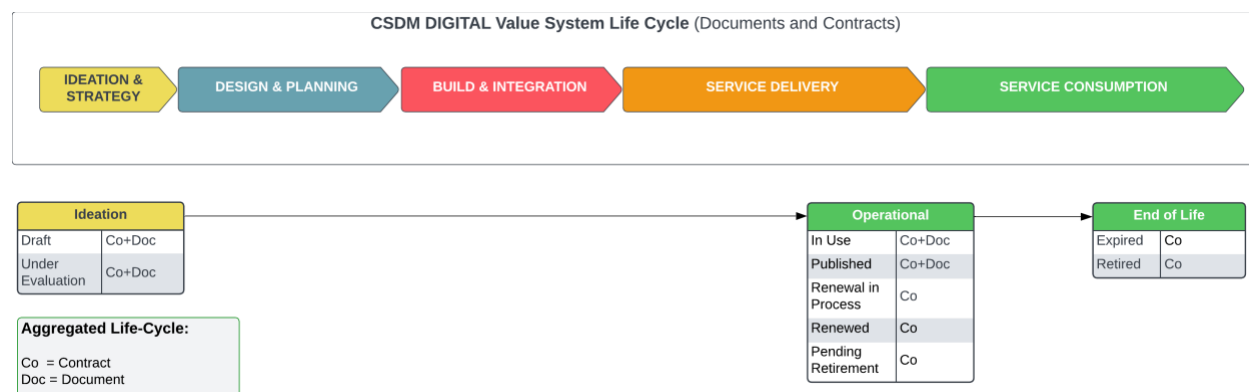 CSDM DIGITAL Value System Life Cycle (Documents and Contracts)
IDEATION &
STRATEGY
DESIGN & PLANNING
BUILD & INTEGRATION
SERVICE DELIVERY
SERVICE CONSUMPTION
Ideation
Draft Co+Doc
Under
Evaluation Co+Doc
Operational
In Use Co+Doc
Published Co+Doc
Renewal in
Process Co
Renewed Co
Pending
Retirement Co
End of Life
Expired Co
Retired Co
Aggregated Life-Cycle:
Co = Contract
Doc = Document